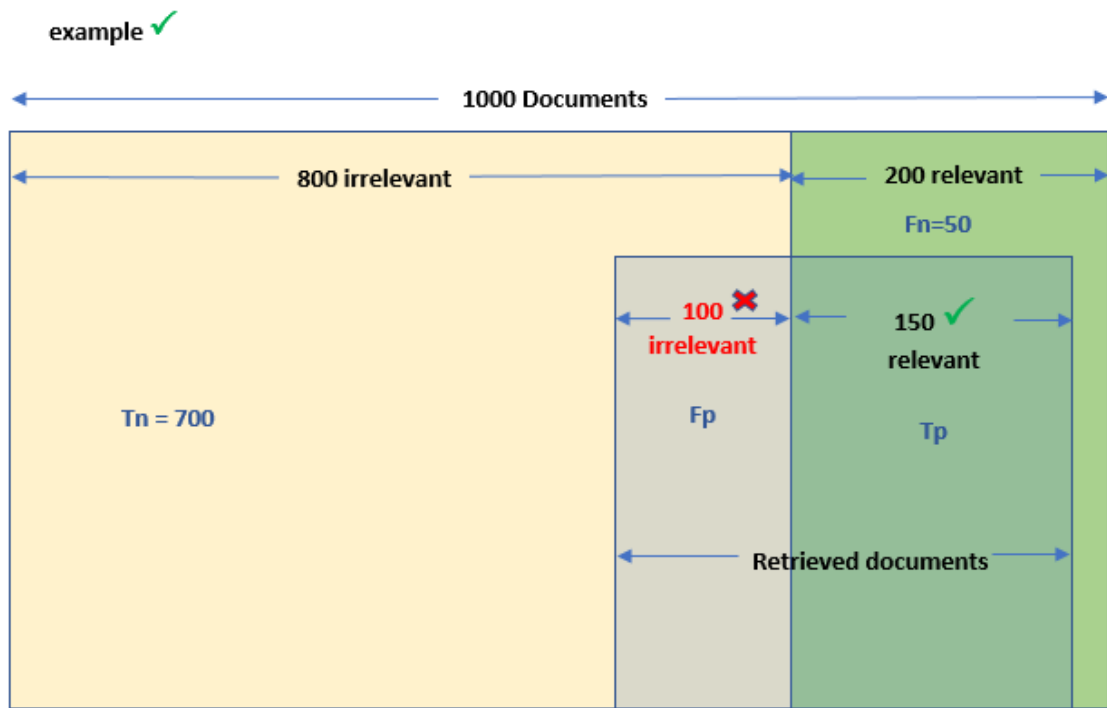 example
1000 Documents
800 irrelevant
200 relevant
Fn=50
100
irrelevant
150
relevant
Tn = 700
Fp
Tp
Retrieved documents